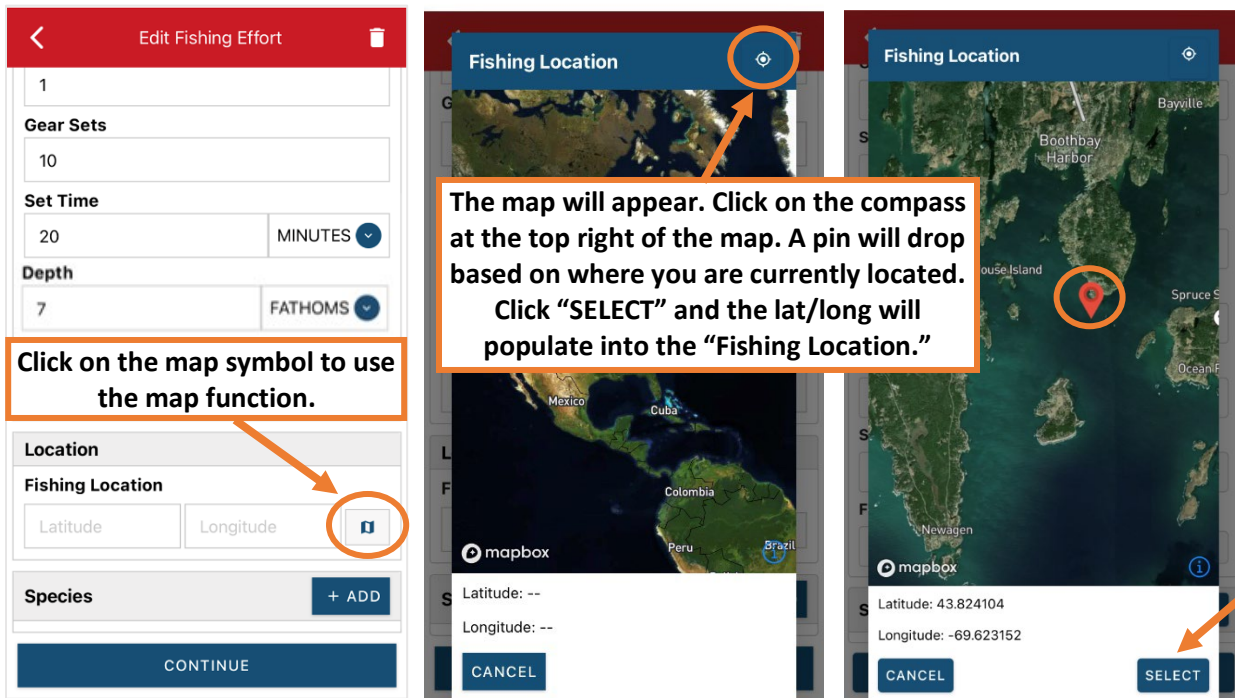 Edit Fishing Effort
1
Gear Sets
10
Set Time
20
MINUTES
Depth
7
FATHOMS
Click on the map symbol to use
the map function.
Location
Fishing Location
Latitude
Longitude
Species
+ ADD
CONTINUE
Fishing Location
The map will appear. Click on the compass
at the top right of the map. A pin will drop
based on where you are currently located.
Click “SELECT” and the lat/long will
populate into the “Fishing Location.”
Mexico
Cuba
Colombia
Peru
Brazil
mapbox
Latitude: --
Longitude: --
CANCEL
Fishing Location
Bayville
Boothbay
Harbor
ouse Island
Spruce S
Ocean P
Newagen
mapbox
Latitude: 43.824104
Longitude: -69.623152
CANCEL
SELECT